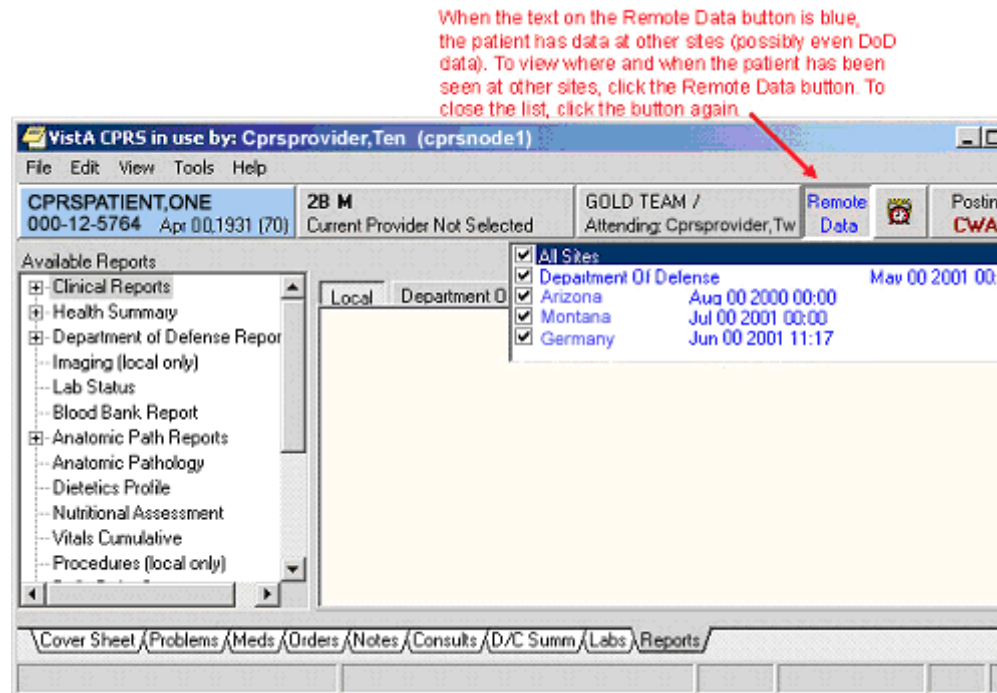 When the text on the Remote Data button is blue,
the patient has data at other sites (possibly even DoD
data). To view where and when the patient has been
seen at other sites, click the Remote Data button. To
close the list, click the button again.
VistA CPRS in use by: Cprsprovider,Ten (cprsnode1)
File Edit View Tools Help
CPRSPATIENT,ONE
000-12-5764 Apr 00,1931 (70)
2B M
Current Provider Not Selected
GOLD TEAM /
Attending: Cprsprovider,Tw
Remote
Data
Postin
CWA
Available Reports
Clinical Reports
Health Summary
Department of Defense Repor
Imaging (local only)
Lab Status
Blood Bank Report
Anatomic Path Reports
Anatomic Pathology
Dietetics Profile
Nutritional Assessment
Vitals Cumulative
Procedures (local only)
Local Department O
All Sites
Department Of Defense May 00 2001 00:
Arizona Aug 00 2000 00:00
Montana Jul 00 2001 00:00
Germany Jun 00 2001 11:17
Cover Sheet Problems Meds Orders Notes Consults D/C Summ Labs Reports